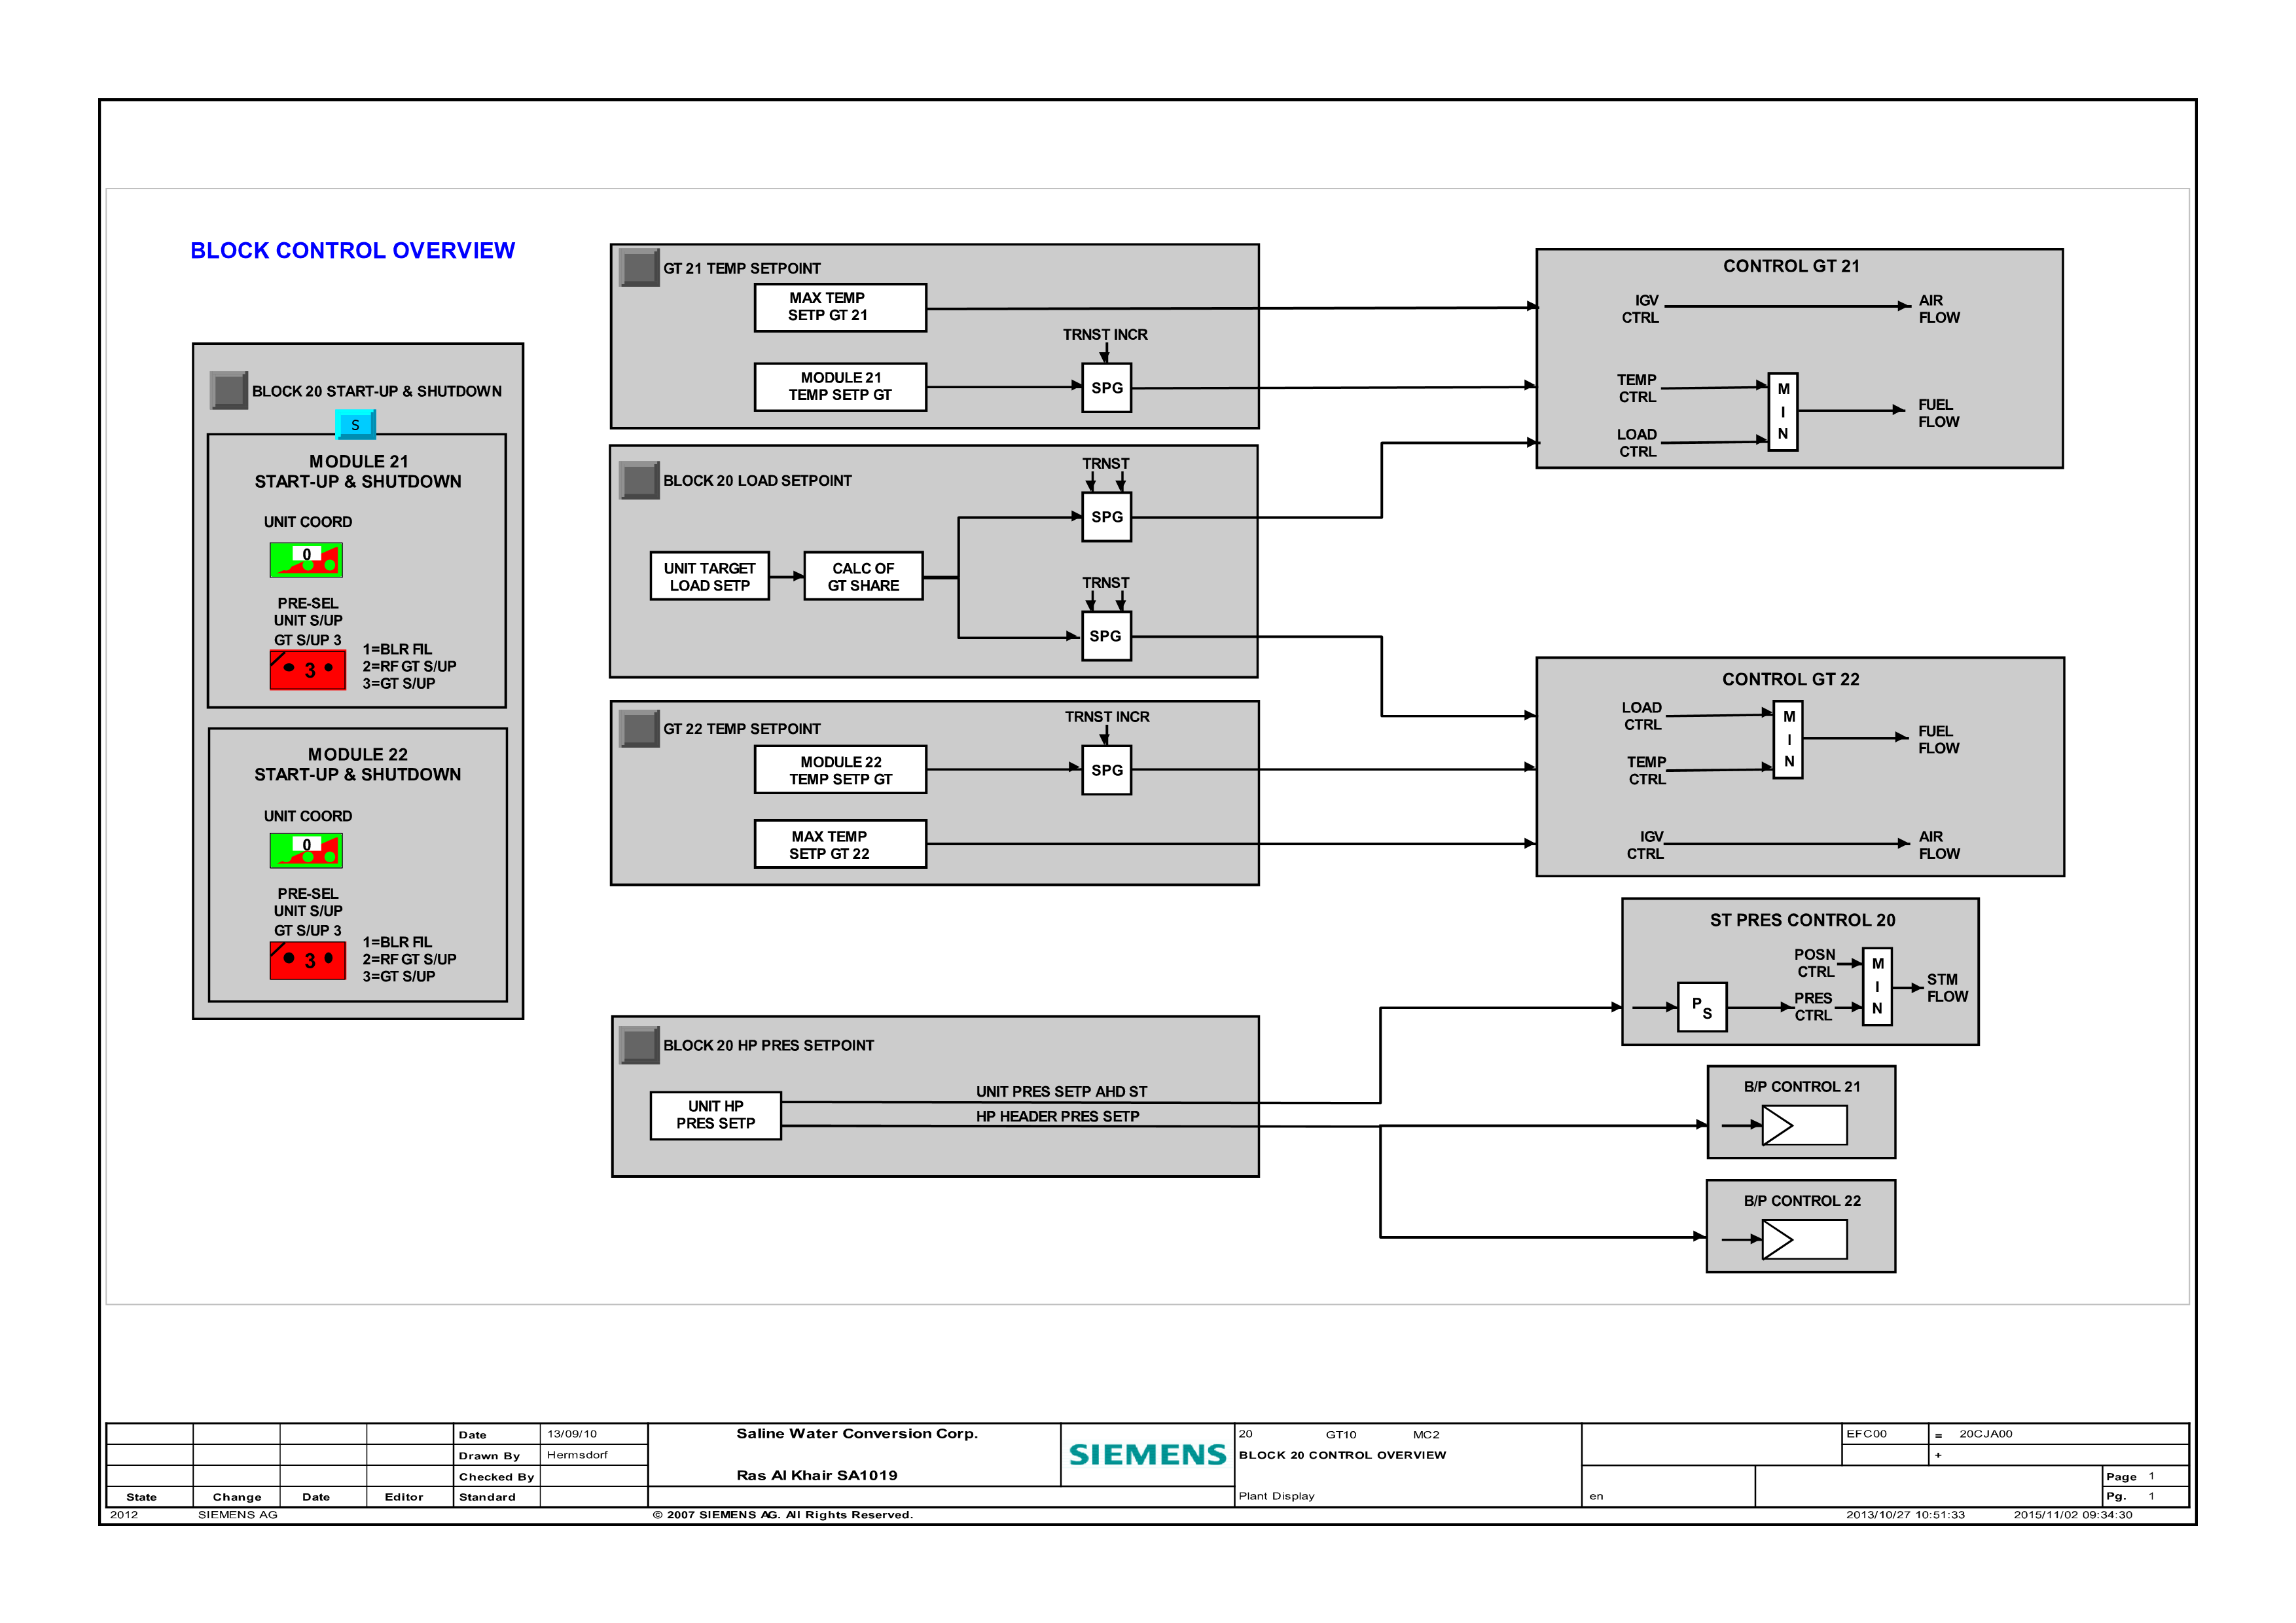 BLOCK CONTROL OVERVIEW
BLOCK 20 START-UP & SHUTDOWN
S
MODULE 21
START-UP & SHUTDOWN
UNIT COORD
0
PRE-SEL
UNIT S/UP
GT S/UP 3
3
1=BLR FIL
2=RF GT S/UP
3=GT S/UP
MODULE 22
START-UP & SHUTDOWN
UNIT COORD
0
PRE-SEL
UNIT S/UP
GT S/UP 3
3
1=BLR FIL
2=RF GT S/UP
3=GT S/UP
GT 21 TEMP SETPOINT
MAX TEMP
SETP GT 21
TRNST INCR
MODULE 21
TEMP SETP GT
SPG
BLOCK 20 LOAD SETPOINT
TRNST
SPG
UNIT TARGET
LOAD SETP
CALC OF
GT SHARE
TRNST
SPG
GT 22 TEMP SETPOINT
TRNST INCR
MODULE 22
TEMP SETP GT
SPG
MAX TEMP
SETP GT 22
BLOCK 20 HP PRES SETPOINT
UNIT HP
PRES SETP
UNIT PRES SETP AHD ST
HP HEADER PRES SETP
CONTROL GT 21
IGV
CTRL
AIR
FLOW
TEMP
CTRL
LOAD
CTRL
M
I
N
FUEL
FLOW
CONTROL GT 22
LOAD
CTRL
TEMP
CTRL
M
I
N
FUEL
FLOW
IGV
CTRL
AIR
FLOW
ST PRES CONTROL 20
POSN
CTRL
P
S
PRES
CTRL
M
I
N
STM
FLOW
B/P CONTROL 21
B/P CONTROL 22
Date 13/09/10
Drawn By Hermsdorf
Checked By
State Change Date Editor Standard
Saline Water Conversion Corp.
Ras Al Khair SA1019
SIEMENS
20 GT10 MC2
BLOCK 20 CONTROL OVERVIEW
Plant Display
en
EFC00 = 20CJA00
+
Page 1
Pg. 1
2012 SIEMENS AG © 2007 SIEMENS AG. All Rights Reserved. 2013/10/27 10:51:33 2015/11/02 09:34:30